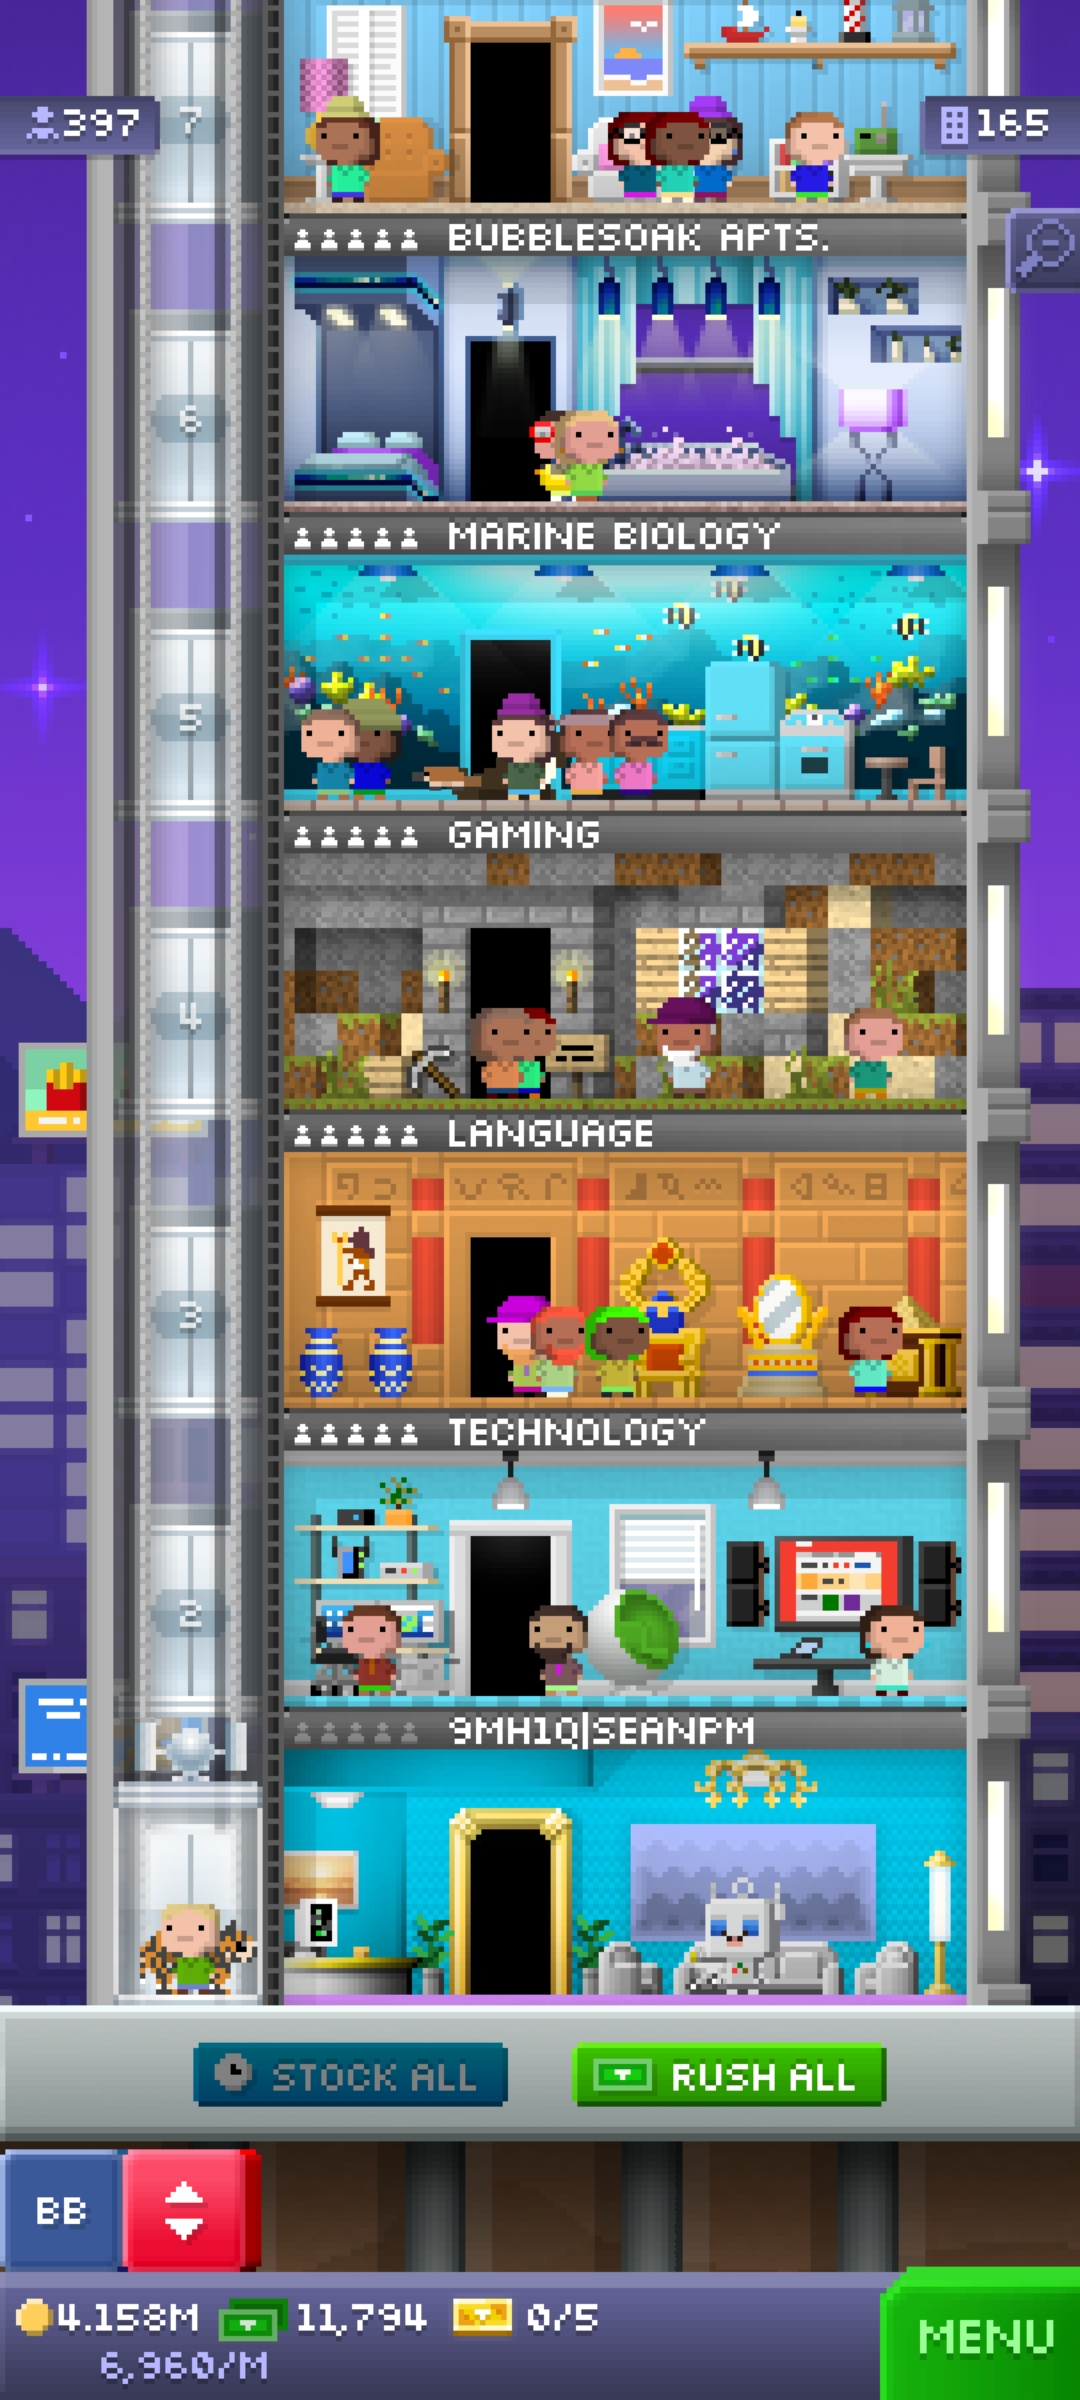 7
397
165
BUBBLESOAK APTS.
6
MARINE BIOLOGY
5
GAMING
4
LANGUAGE
3
TECHNOLOGY
2
9MH1Q|SEANPM
STOCK ALL
RUSH ALL
BB
4.158M 11,794 0/5
6,960/M
MENU